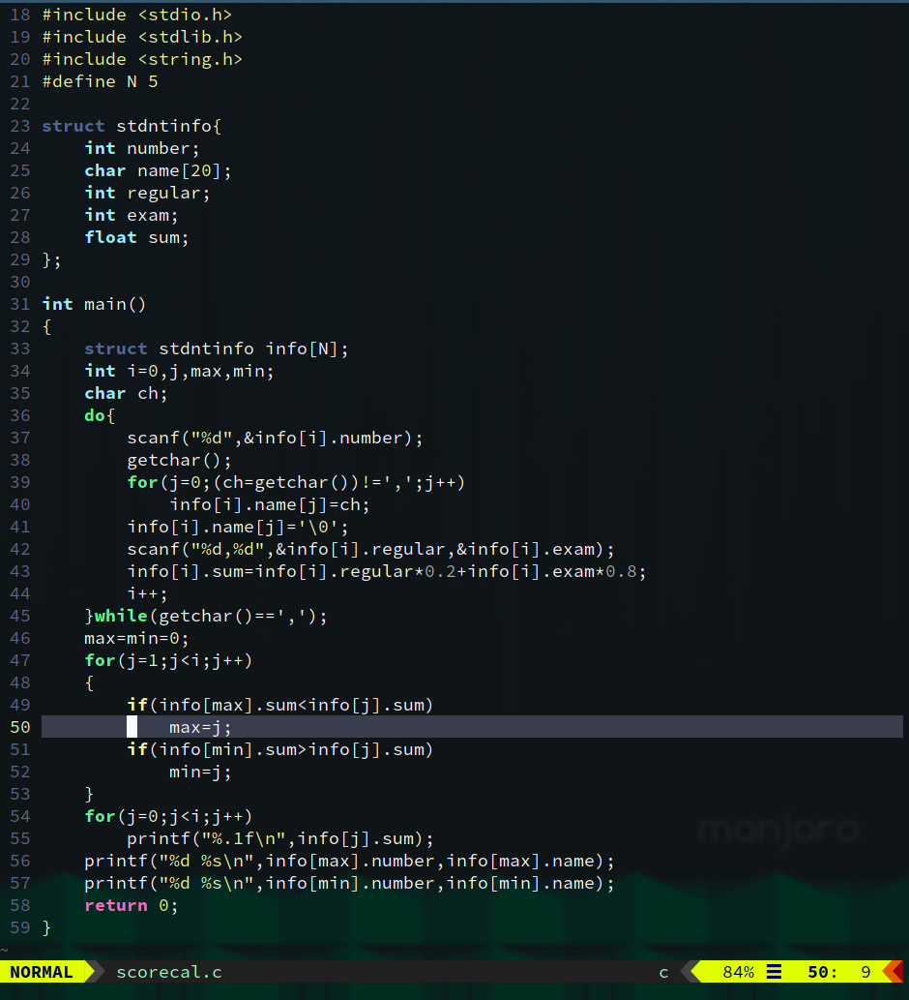 18 #include <stdio.h>
19 #include <stdlib.h>
20 #include <string.h>
21 #define N 5
22
23 struct stdntinfo{
24     int number;
25     char name[20];
26     int regular;
27     int exam;
28     float sum;
29 };
30
31 int main()
32 {
33     struct stdntinfo info[N];
34     int i=0,j,max,min;
35     char ch;
36     do{
37         scanf("%d",&info[i].number);
38         getchar();
39         for(j=0;(ch=getchar())!=',';j++)
40             info[i].name[j]=ch;
41         info[i].name[j]='\0';
42         scanf("%d,%d",&info[i].regular,&info[i].exam);
43         info[i].sum=info[i].regular*0.2+info[i].exam*0.8;
44         i++;
45     }while(getchar()==',');
46     max=min=0;
47     for(j=1;j<i;j++)
48     {
49         if(info[max].sum<info[j].sum)
50             max=j;
51         if(info[min].sum>info[j].sum)
52             min=j;
53     }
54     for(j=0;j<i;j++)
55         printf("%.1f\n",info[j].sum);
manjaro
56     printf("%d %s\n",info[max].number,info[max].name);
57     printf("%d %s\n",info[min].number,info[min].name);
58     return 0;
59 }
~
NORMAL scorecal.c c 84% ☰ 50: 9